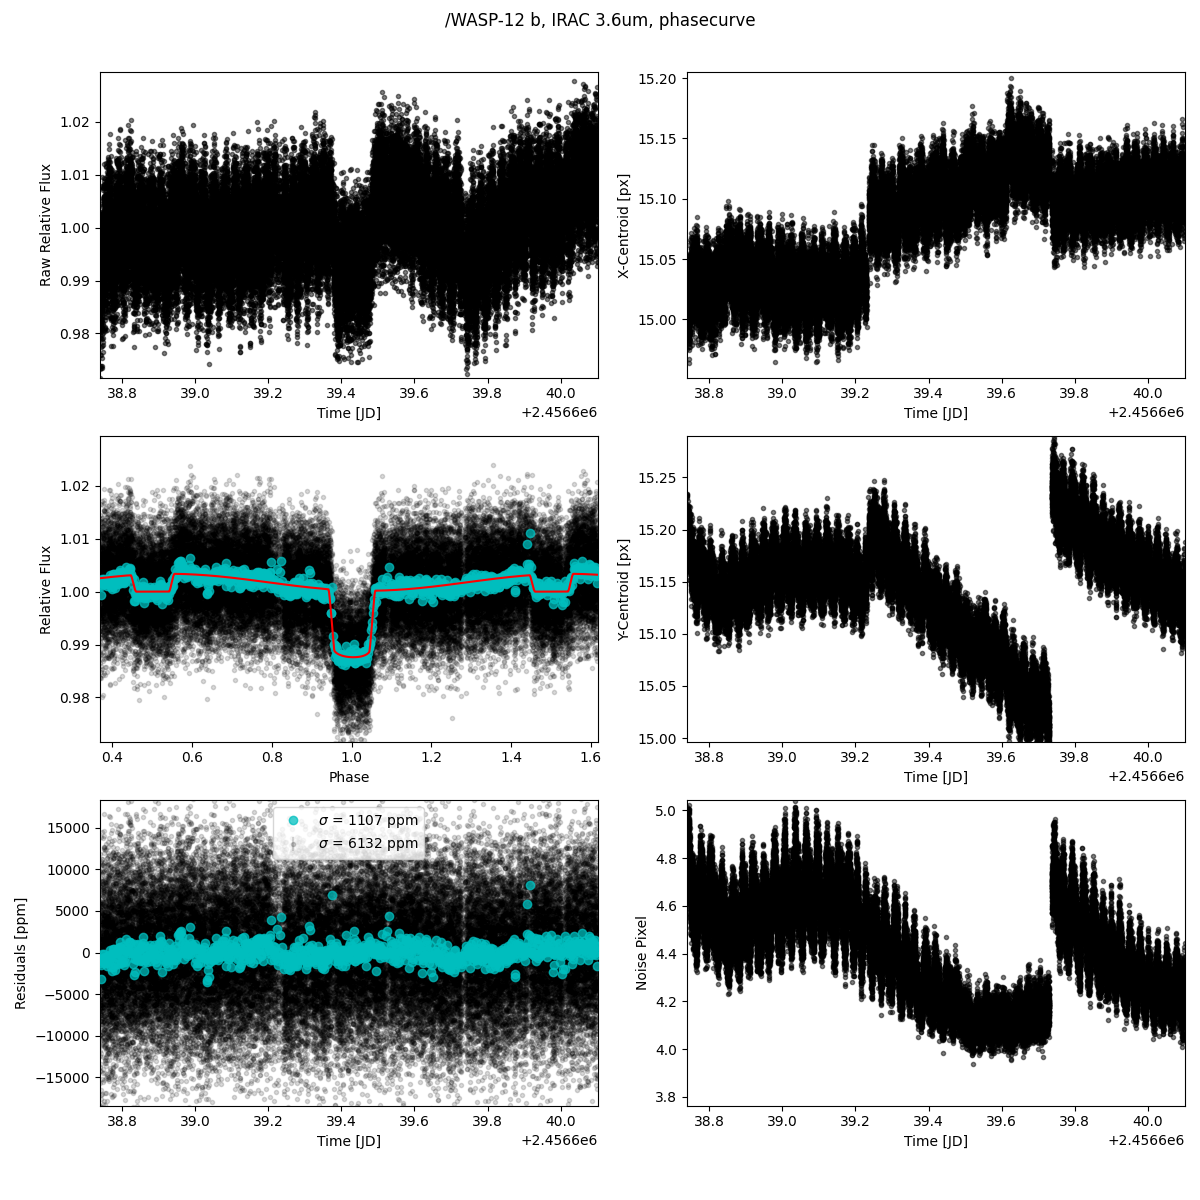 /WASP-12 b, IRAC 3.6um, phasecurve
Raw Relative Flux
1.02
1.01
1.00
0.99
0.98
38.8 39.0 39.2 39.4 39.6 39.8 40.0
Time [JD]
+2.4566e6
X-Centroid [px]
15.20
15.15
15.10
15.05
15.00
38.8 39.0 39.2 39.4 39.6 39.8 40.0
Time [JD]
+2.4566e6
Relative Flux
1.02
1.01
1.00
0.99
0.98
0.4 0.6 0.8 1.0 1.2 1.4 1.6
Phase
Y-Centroid [px]
15.25
15.20
15.15
15.10
15.05
15.00
38.8 39.0 39.2 39.4 39.6 39.8 40.0
Time [JD]
+2.4566e6
Residuals [ppm]
15000
10000
5000
0
−5000
−10000
−15000
σ = 1107 ppm
σ = 6132 ppm
38.8 39.0 39.2 39.4 39.6 39.8 40.0
Time [JD]
+2.4566e6
Noise Pixel
5.0
4.8
4.6
4.4
4.2
4.0
3.8
38.8 39.0 39.2 39.4 39.6 39.8 40.0
Time [JD]
+2.4566e6